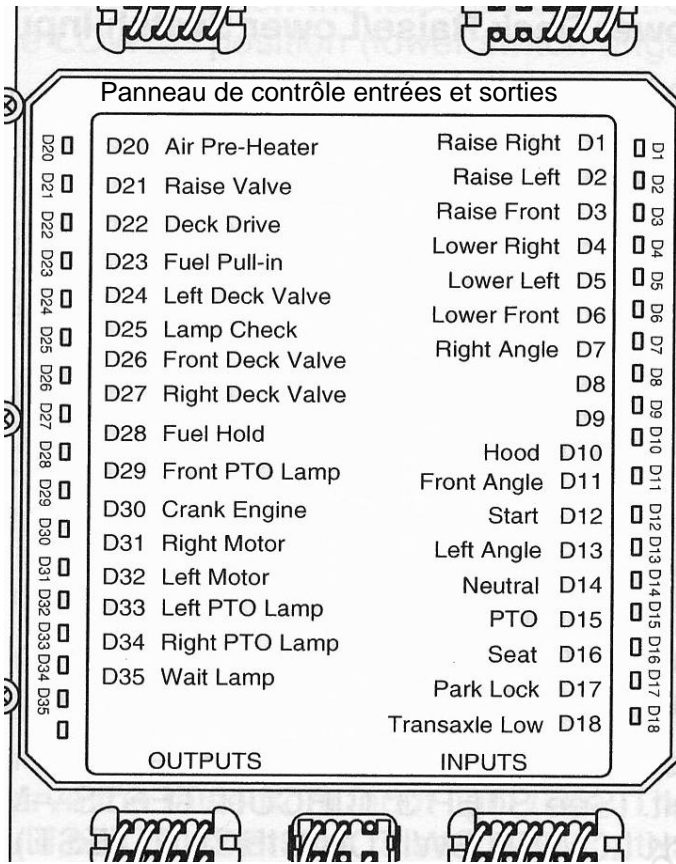 Panneau de contrôle entrées et sorties
D20 Air Pre-Heater
D21 Raise Valve
D22 Deck Drive
D23 Fuel Pull-in
D24 Left Deck Valve
D25 Lamp Check
D26 Front Deck Valve
D27 Right Deck Valve
D28 Fuel Hold
D29 Front PTO Lamp
D30 Crank Engine
D31 Right Motor
D32 Left Motor
D33 Left PTO Lamp
D34 Right PTO Lamp
D35 Wait Lamp
OUTPUTS
Raise Right D1
Raise Left D2
Raise Front D3
Lower Right D4
Lower Left D5
Lower Front D6
Right Angle D7
D8
D9
Hood D10
Front Angle D11
Start D12
Left Angle D13
Neutral D14
PTO D15
Seat D16
Park Lock D17
Transaxle Low D18
INPUTS
D20
D21
D22
D23
D24
D25
D26
D27
D28
D29
D30
D31
D32
D33
D34
D35
D1
D2
D3
D4
D5
D6
D7
D8
D9
D10
D11
D12
D13
D14
D15
D16
D17
D18